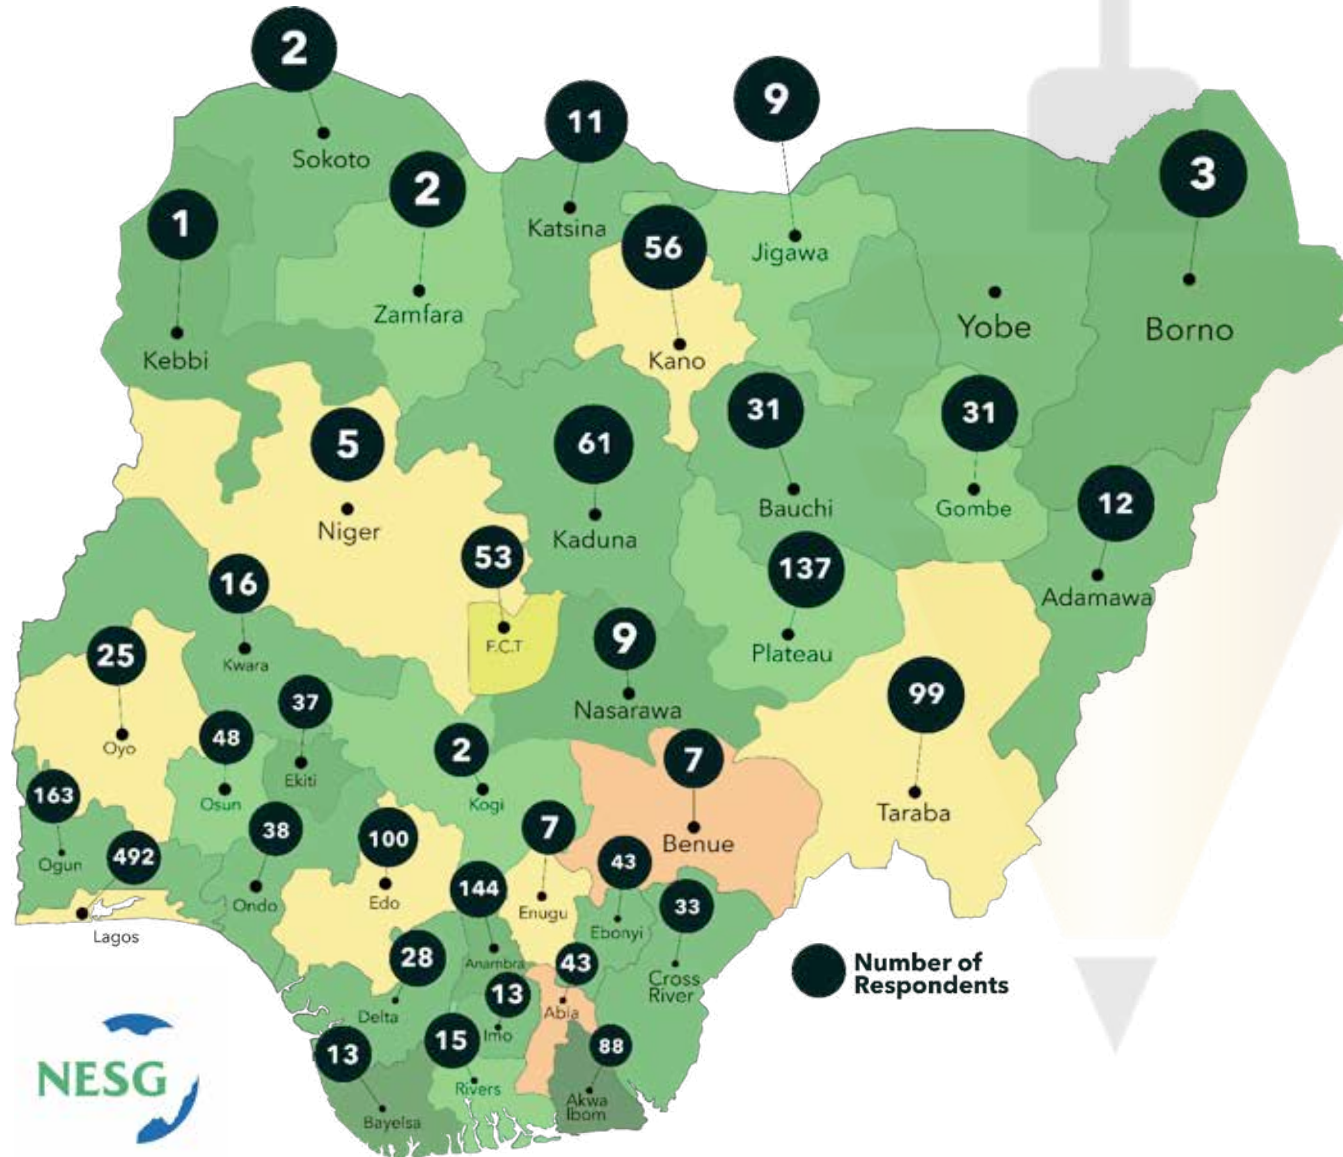 2
Sokoto
11
Katsina
9
Jigawa
3
Borno
1
Kebbi
2
Zamfara
56
Kano
Yobe
5
Niger
61
Kaduna
31
Bauchi
31
Gombe
12
Adamawa
53
F.C.T
137
Plateau
16
Kwara
9
Nasarawa
25
Oyo
99
Taraba
37
Ekiti
48
Osun
2
Kogi
7
Benue
163
Ogun
492
Lagos
38
Ondo
100
Edo
7
Enugu
43
Ebonyi
144
Anambra
33
Cross
River
28
Delta
13
Imo
43
Abia
13
Bayelsa
15
Rivers
88
Akwa
Ibom
Number of
Respondents
NESG